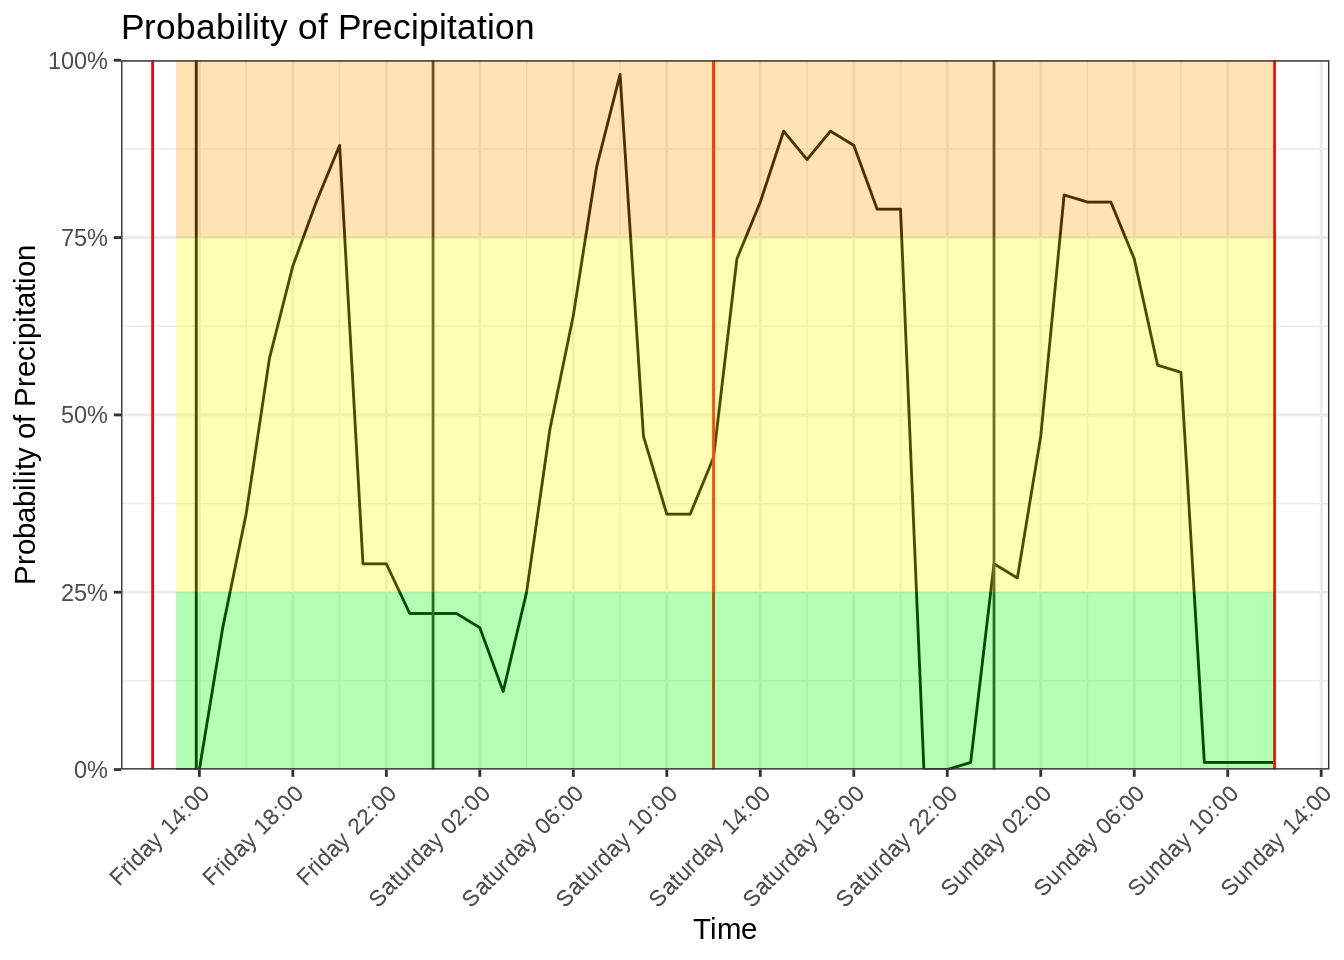 Probability of Precipitation
Probability of Precipitation
100%
75%
50%
25%
0%
Friday 14:00
Friday 18:00
Friday 22:00
Saturday 02:00
Saturday 06:00
Saturday 10:00
Saturday 14:00
Saturday 18:00
Saturday 22:00
Sunday 02:00
Sunday 06:00
Sunday 10:00
Sunday 14:00
Time